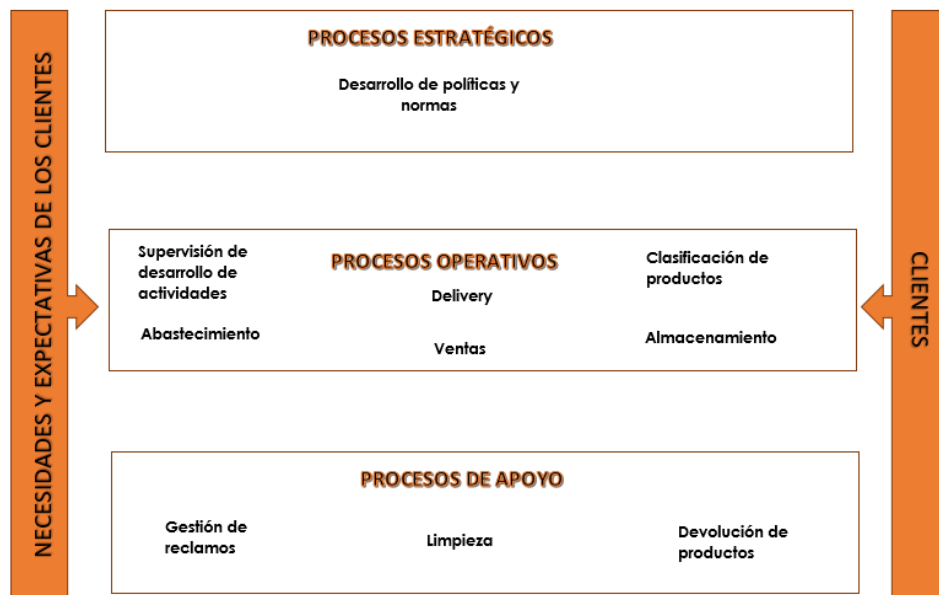 NECESIDADES Y EXPECTATIVAS DE LOS CLIENTES
PROCESOS ESTRATÉGICOS
Desarrollo de políticas y
normas
PROCESOS OPERATIVOS
Supervisión de
desarrollo de
actividades
Delivery
Clasificación de
productos
Abastecimiento
Ventas
Almacenamiento
PROCESOS DE APOYO
Gestión de
reclamos
Limpieza
Devolución de
productos
CLIENTES